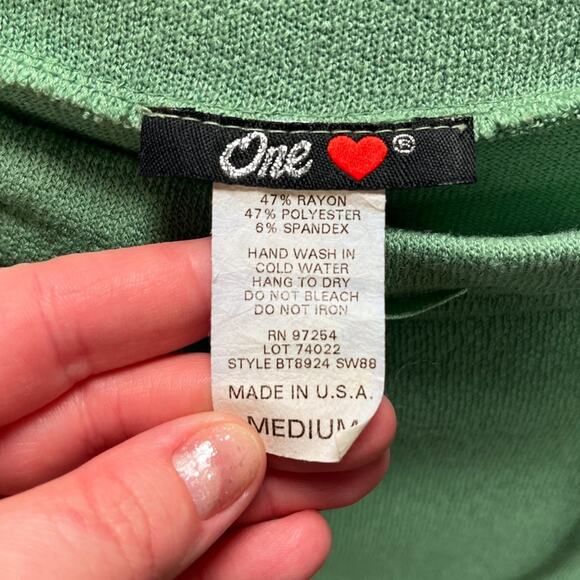 One ❤®
47% RAYON
47% POLYESTER
6% SPANDEX
HAND WASH IN
COLD WATER
HANG TO DRY
DO NOT BLEACH
DO NOT IRON
RN 97254
LOT 74022
STYLE BT8924 SW88
MADE IN U.S.A.
MEDIUM